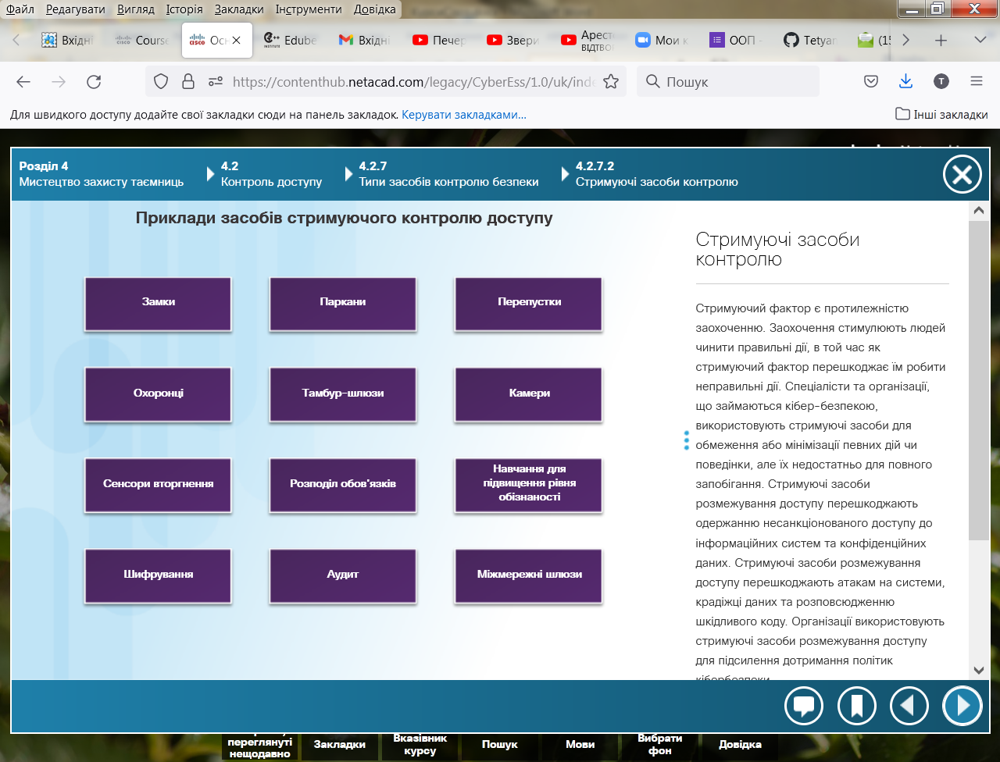 Файл Редагувати Вигляд Історія Закладки Інструменти Довідка
Вхідні Course Осн Edube Вхідні Печер Звери Арест ВІДТВО Мои к ООП - Tetyan (15
https://contenthub.netacad.com/legacy/CyberEss/1.0/uk/inde Пошук T
Для швидкого доступу додайте свої закладки сюди на панель закладок. Керувати закладками... Інші закладки
Розділ 4 4.2 4.2.7 4.2.7.2
Мистецтво захисту таємниць Контроль доступу Типи засобів контролю безпеки Стримуючі засоби контролю
Приклади засобів стримуючого контролю доступу
Замки Паркани Перепустки
Охоронці Тамбур-шлюзи Камери
Сенсори вторгнення Розподіл обов'язків Навчання для
підвищення рівня
обізнаності
Шифрування Аудит Міжмережні шлюзи
Стримуючі засоби
контролю
Стримуючий фактор є протилежністю
заохоченню. Заохочення стимулюють людей
чинити правильні дії, в той час як
стримуючий фактор перешкоджає їм робити
неправильні дії. Спеціалісти та організації,
що займаються кібер-безпекою,
використовують стримуючі засоби для
обмеження або мінімізації певних дій чи
поведінки, але їх недостатньо для повного
запобігання. Стримуючі засоби
розмежування доступу перешкоджають
одержанню несанкціонованого доступу до
інформаційних систем та конфіденційних
даних. Стримуючі засоби розмежування
доступу перешкоджають атакам на системи,
крадіжці даних та розповсюдженню
шкідливого коду. Організації використовують
стримуючі засоби розмежування доступу
для підсилення дотримання політик
кібербезпеки.
переглянуті
нещодавно
Закладки
Вказівник
курсу
Пошук
Мови
Вибрати
фон
Довідка